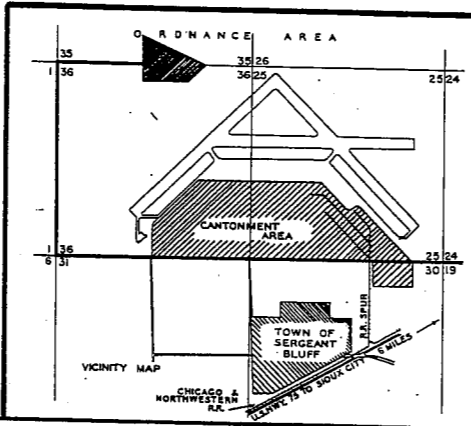 ORDNANCE AREA
35
1 36
35 26
36 25
25 24
CANTONMENT
AREA
1 36
6 31
25 24
30 19
R.R. SPUR
TOWN OF
SERGEANT
BLUFF
6 MILES
VICINITY MAP
CHICAGO &
NORTHWESTERN
R.R.
U.S. HWY. 75 TO SIOUX CITY